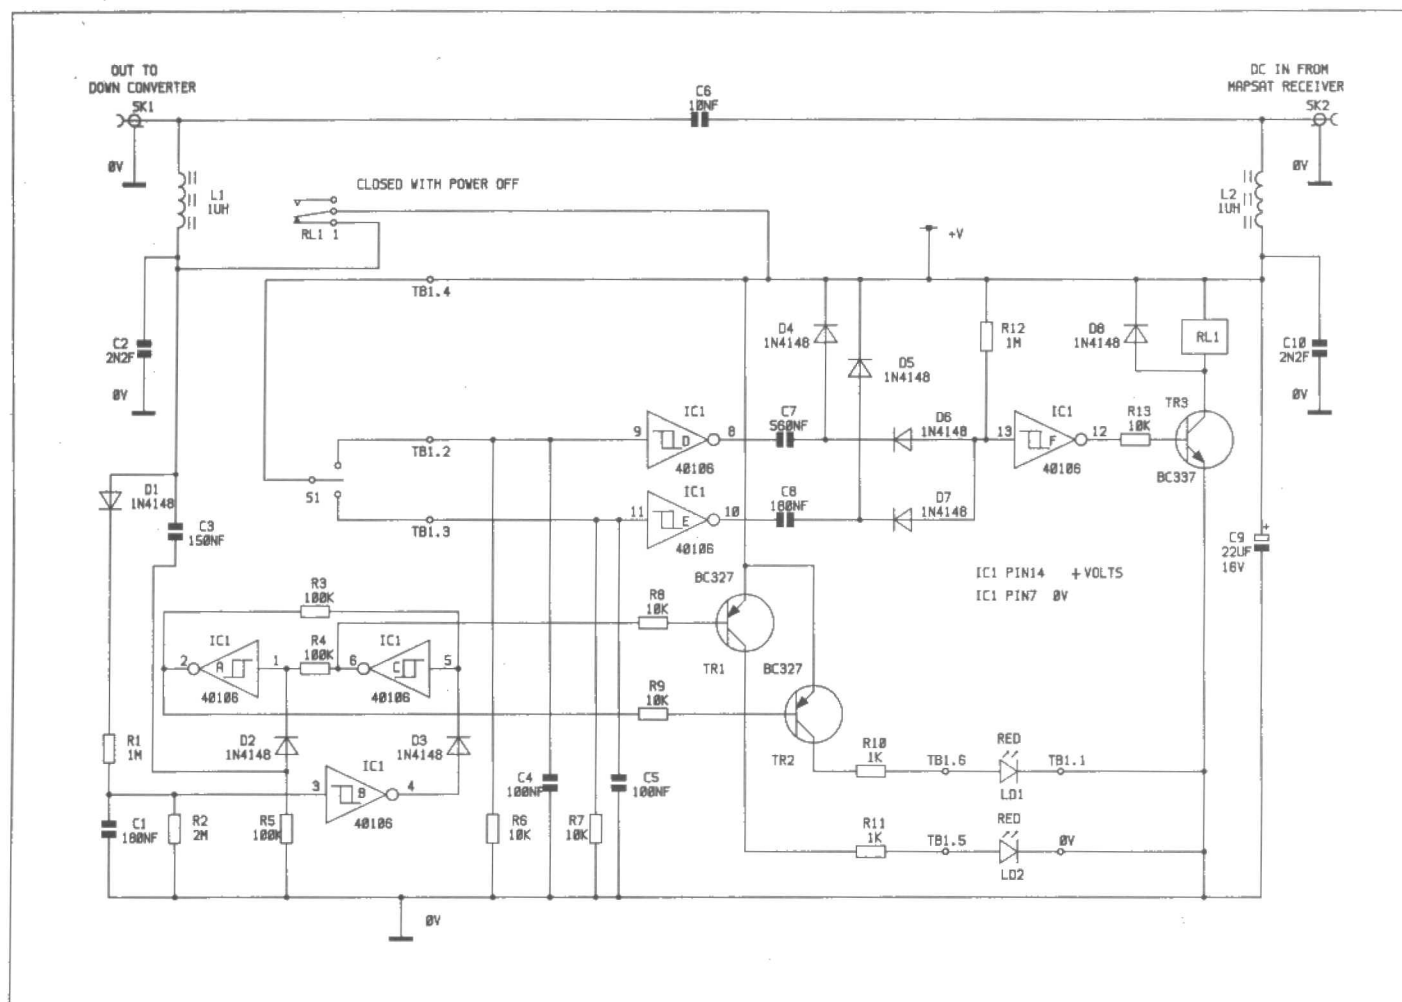 OUT TO
DOWN CONVERTER
SK1
DC IN FROM
MAPSAT RECEIVER
SK2
C6
10NF
0V
0V
L1
1UH
CLOSED WITH POWER OFF
RL1 1
L2
1UH
+V
TB1.4
C2
2N2F
0V
D4
1N4148
D5
1N4148
R12
1M
D8
1N4148
RL1
C10
2N2F
0V
TB1.2
9
IC1
D
8
40106
C7
560NF
D6
1N4148
13
IC1
F
12
40106
R13
10K
TR3
BC337
S1
TB1.3
11
IC1
E
10
40106
C8
180NF
D7
1N4148
D1
1N4148
C3
150NF
C9
22UF
16V
+
IC1 PIN14 +VOLTS
IC1 PIN7 0V
BC327
TR1
R3
100K
R8
10K
2
IC1
A
1
40106
R4
100K
6
IC1
C
5
40106
R9
10K
BC327
TR2
R1
1M
D2
1N4148
D3
1N4148
3
IC1
B
4
40106
R10
1K
TB1.6
RED
LD1
TB1.1
C1
180NF
R2
2M
R5
100K
R6
10K
C4
100NF
R7
10K
C5
100NF
R11
1K
TB1.5
RED
LD2
0V
0V